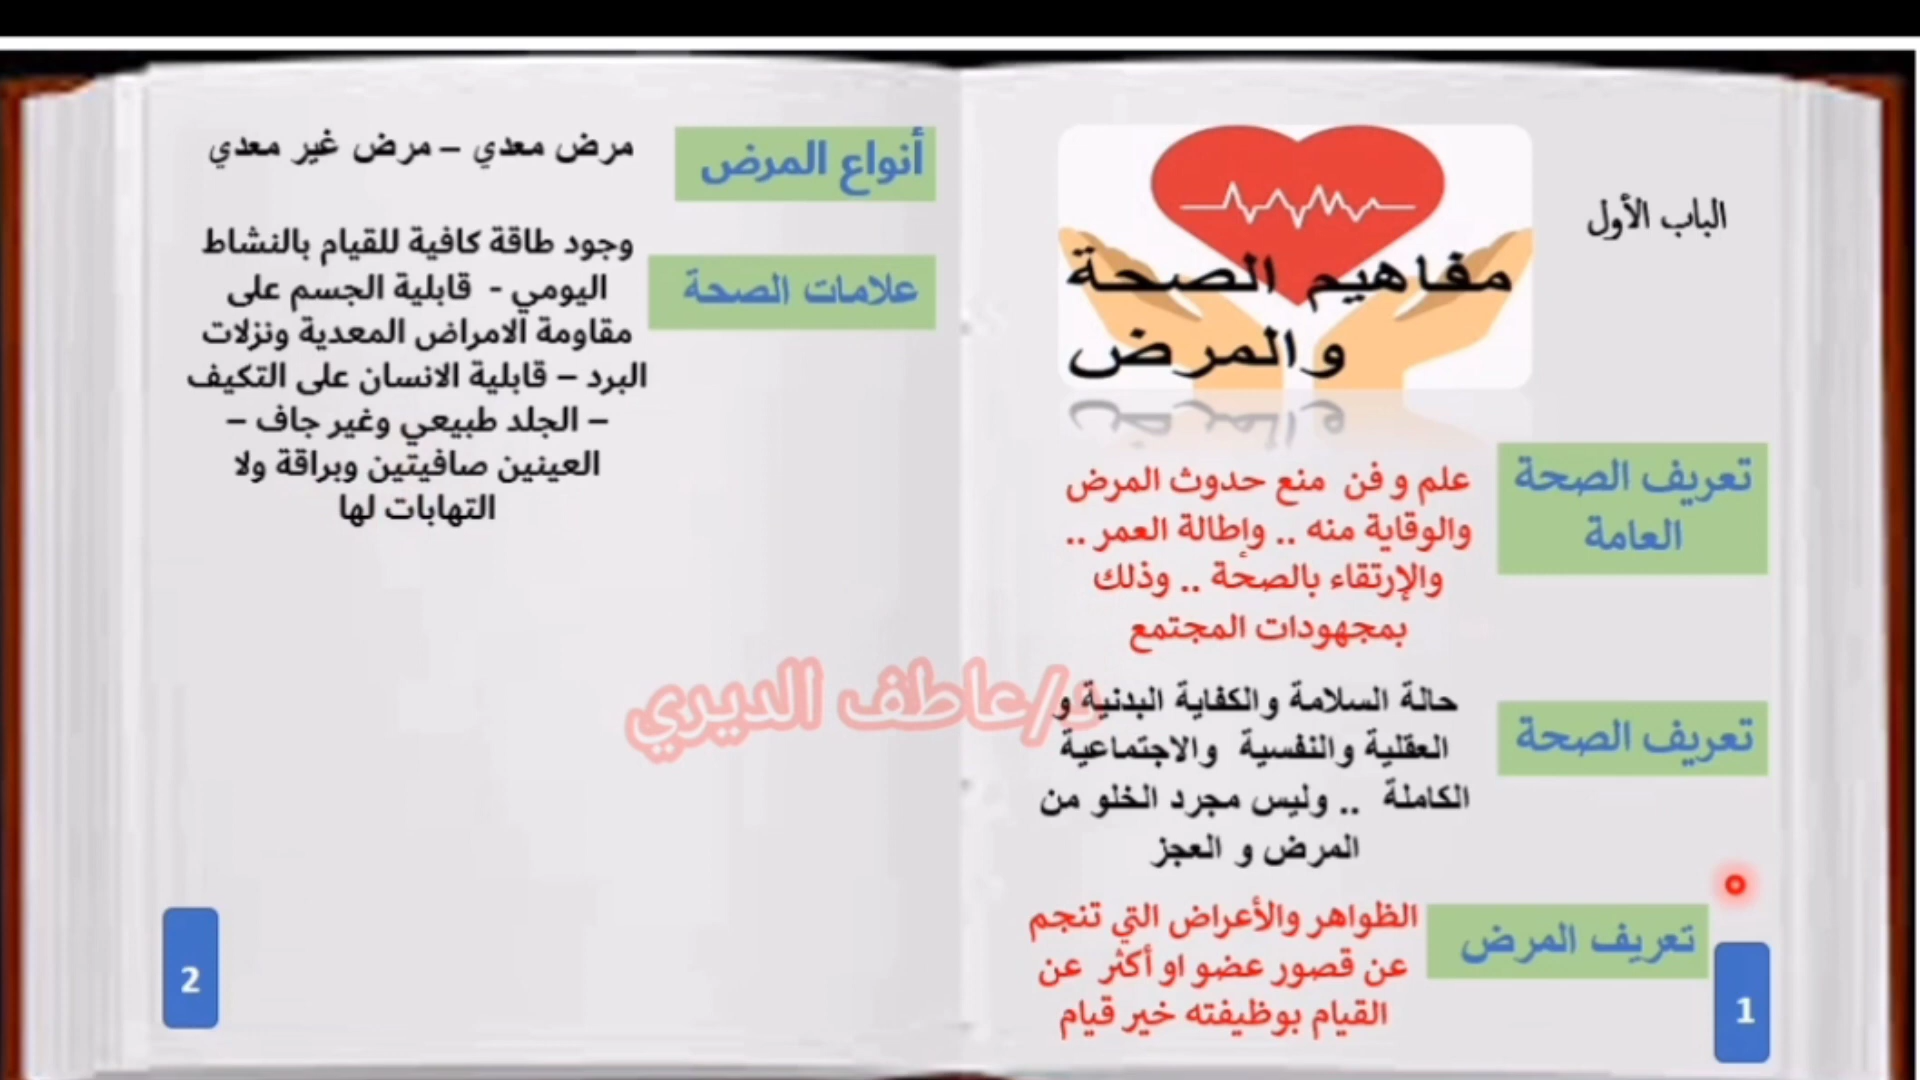 الباب الأول
مفاهيم الصحة
والمرض
تعريف الصحة
العامة
علم و فن منع حدوث المرض
والوقاية منه .. وإطالة العمر ..
والإرتقاء بالصحة .. وذلك
بمجهودات المجتمع
تعريف الصحة
حالة السلامة والكفاية البدنية و
العقلية والنفسية والاجتماعية
الكاملة .. وليس مجرد الخلو من
المرض و العجز
تعريف المرض
الظواهر والأعراض التي تنجم
عن قصور عضو او أكثر عن
القيام بوظيفته خير قيام
1
أنواع المرض
مرض معدي – مرض غير معدي
علامات الصحة
وجود طاقة كافية للقيام بالنشاط
اليومي - قابلية الجسم على
مقاومة الامراض المعدية ونزلات
البرد – قابلية الانسان على التكيف
– الجلد طبيعي وغير جاف –
العينين صافيتين وبراقة ولا
التهابات لها
د/عاطف الديري
2